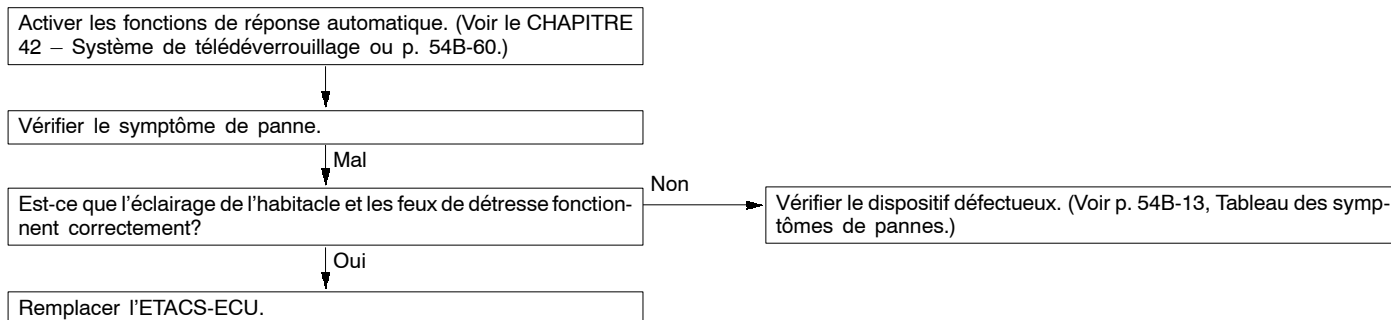 Activer les fonctions de réponse automatique. (Voir le CHAPITRE
42 – Système de télédéverrouillage ou p. 54B-60.)
Vérifier le symptôme de panne.
Mal
Est-ce que l'éclairage de l'habitacle et les feux de détresse fonction-
nent correctement?
Non
Vérifier le dispositif défectueux. (Voir p. 54B-13, Tableau des symp-
tômes de pannes.)
Oui
Remplacer l'ETACS-ECU.